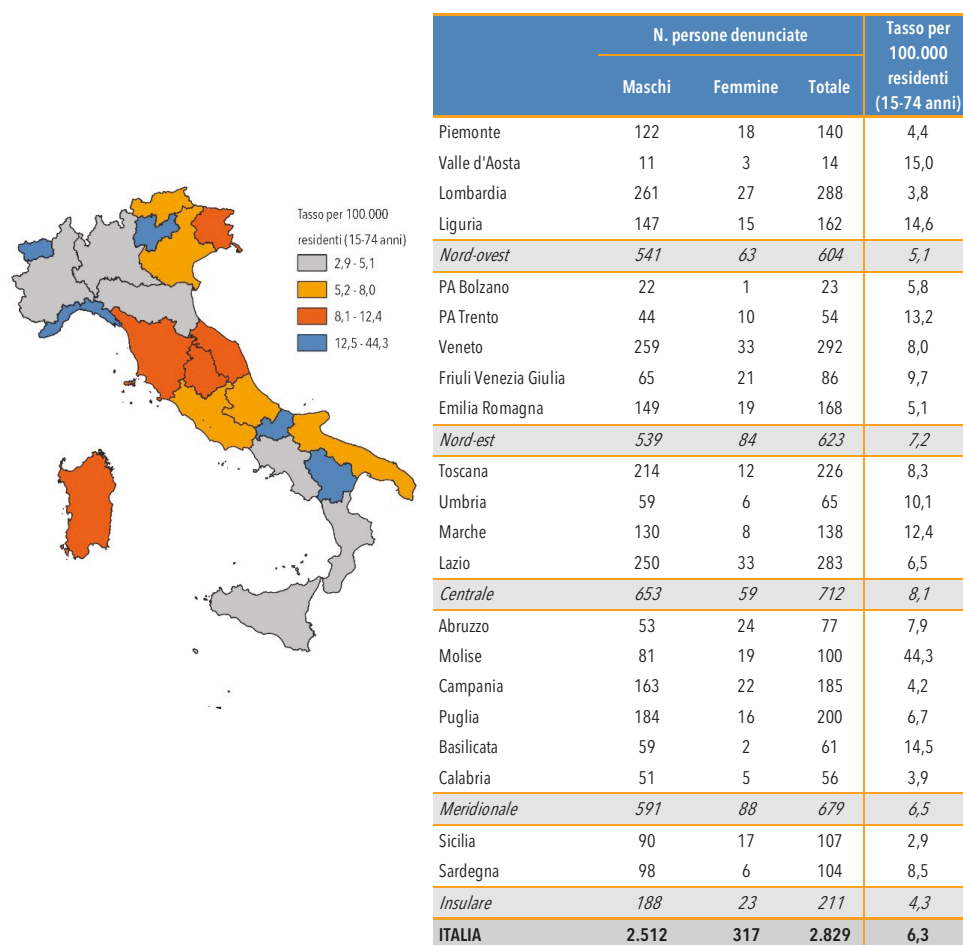 Tasso per 100.000
residenti (15-74 anni)
2,9 - 5,1
5,2 - 8,0
8,1 - 12,4
12,5 - 44,3
N. persone denunciate
Tasso per
100.000
residenti
(15-74 anni)
Maschi Femmine Totale
Piemonte 122 18 140 4,4
Valle d'Aosta 11 3 14 15,0
Lombardia 261 27 288 3,8
Liguria 147 15 162 14,6
Nord-ovest 541 63 604 5,1
PA Bolzano 22 1 23 5,8
PA Trento 44 10 54 13,2
Veneto 259 33 292 8,0
Friuli Venezia Giulia 65 21 86 9,7
Emilia Romagna 149 19 168 5,1
Nord-est 539 84 623 7,2
Toscana 214 12 226 8,3
Umbria 59 6 65 10,1
Marche 130 8 138 12,4
Lazio 250 33 283 6,5
Centrale 653 59 712 8,1
Abruzzo 53 24 77 7,9
Molise 81 19 100 44,3
Campania 163 22 185 4,2
Puglia 184 16 200 6,7
Basilicata 59 2 61 14,5
Calabria 51 5 56 3,9
Meridionale 591 88 679 6,5
Sicilia 90 17 107 2,9
Sardegna 98 6 104 8,5
Insulare 188 23 211 4,3
ITALIA 2.512 317 2.829 6,3